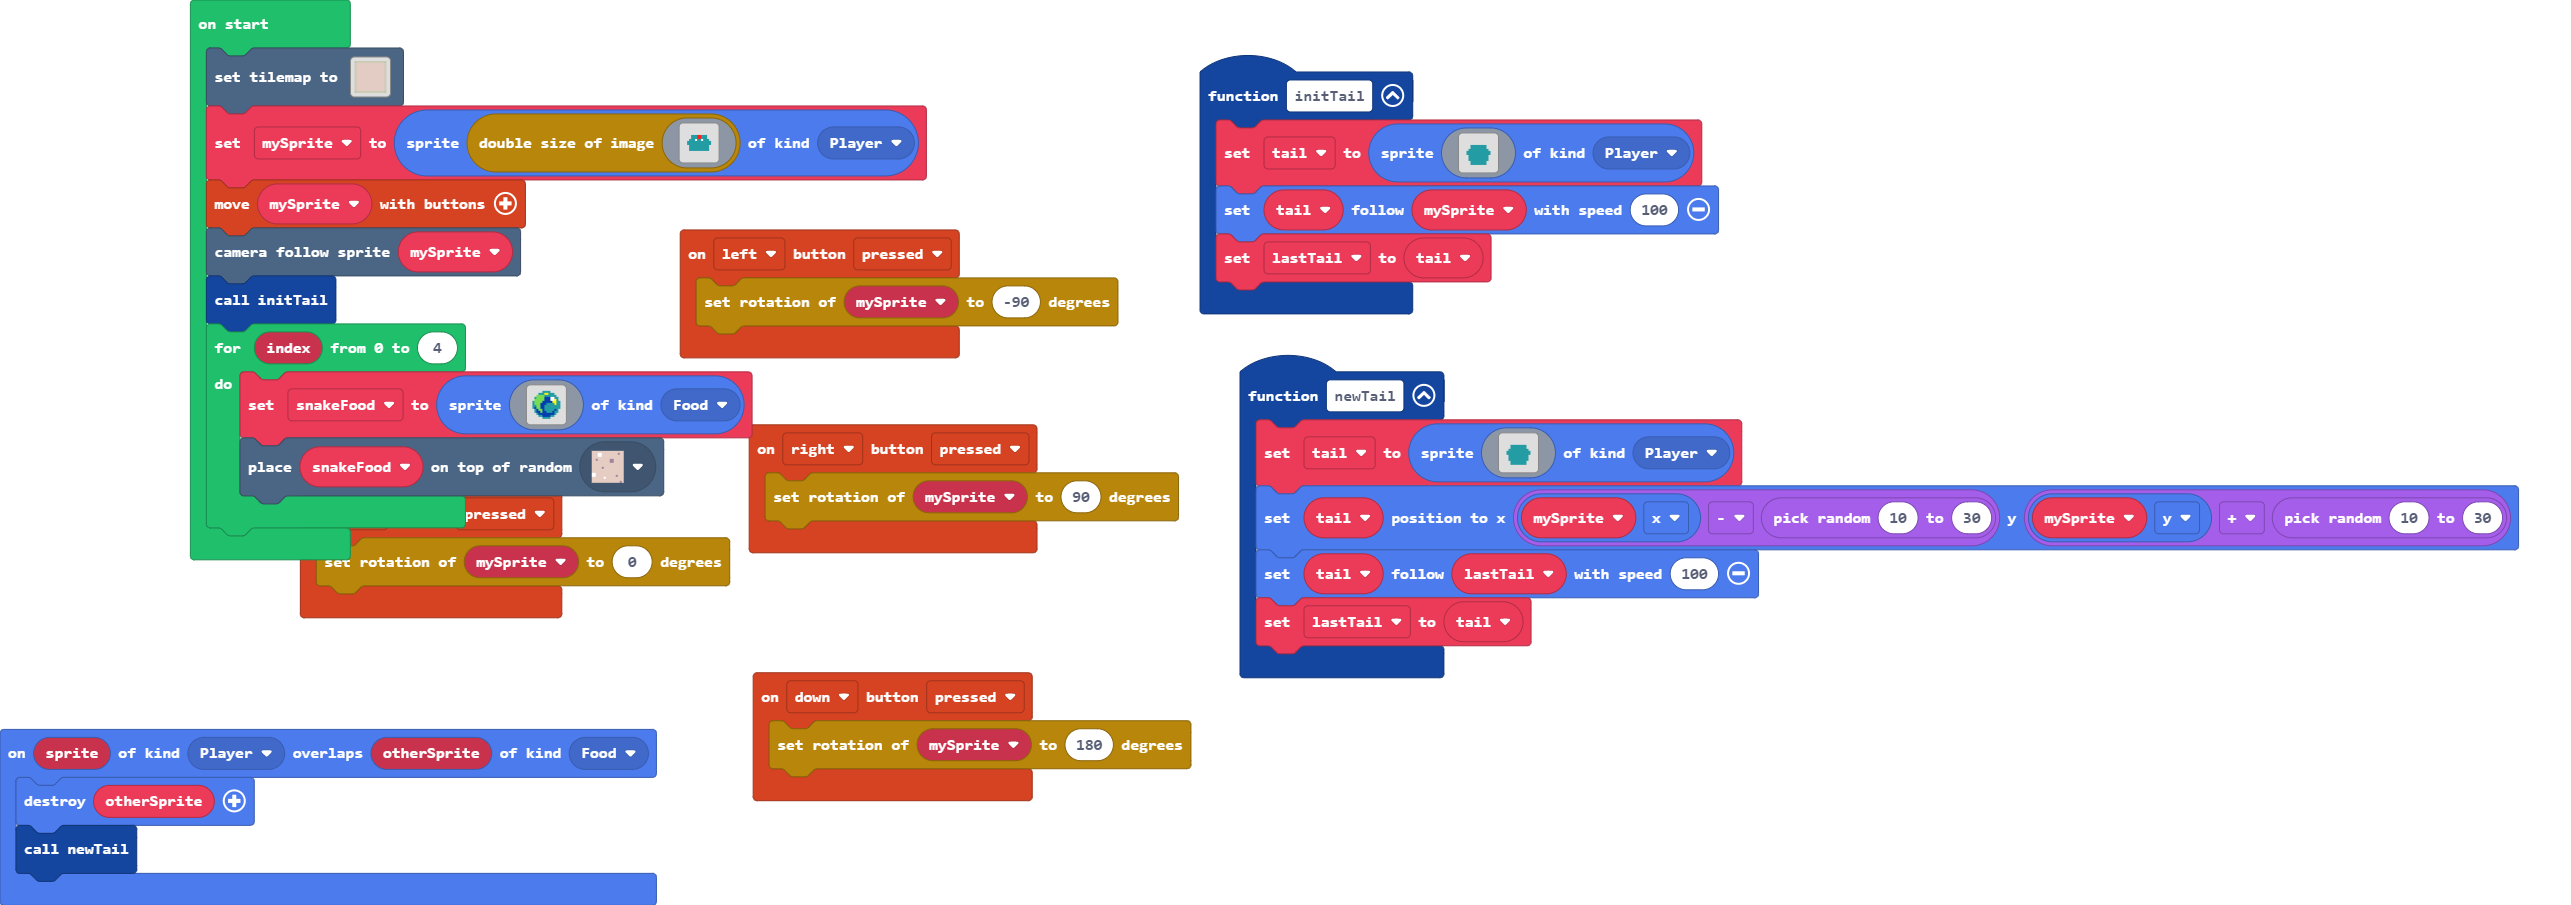 on start
set tilemap to
set mySprite to sprite double size of image of kind Player
move mySprite with buttons
camera follow sprite mySprite
call initTail
for index from 0 to 4
do
set snakeFood to sprite of kind Food
place snakeFood on top of random
pressed
set rotation of mySprite to 0 degrees
on left button pressed
set rotation of mySprite to -90 degrees
on right button pressed
set rotation of mySprite to 90 degrees
on down button pressed
set rotation of mySprite to 180 degrees
on sprite of kind Player overlaps otherSprite of kind Food
destroy otherSprite
call newTail
function initTail
set tail to sprite of kind Player
set tail follow mySprite with speed 100
set lastTail to tail
function newTail
set tail to sprite of kind Player
set tail position to x mySprite x - pick random 10 to 30 y mySprite y + pick random 10 to 30
set tail follow lastTail with speed 100
set lastTail to tail